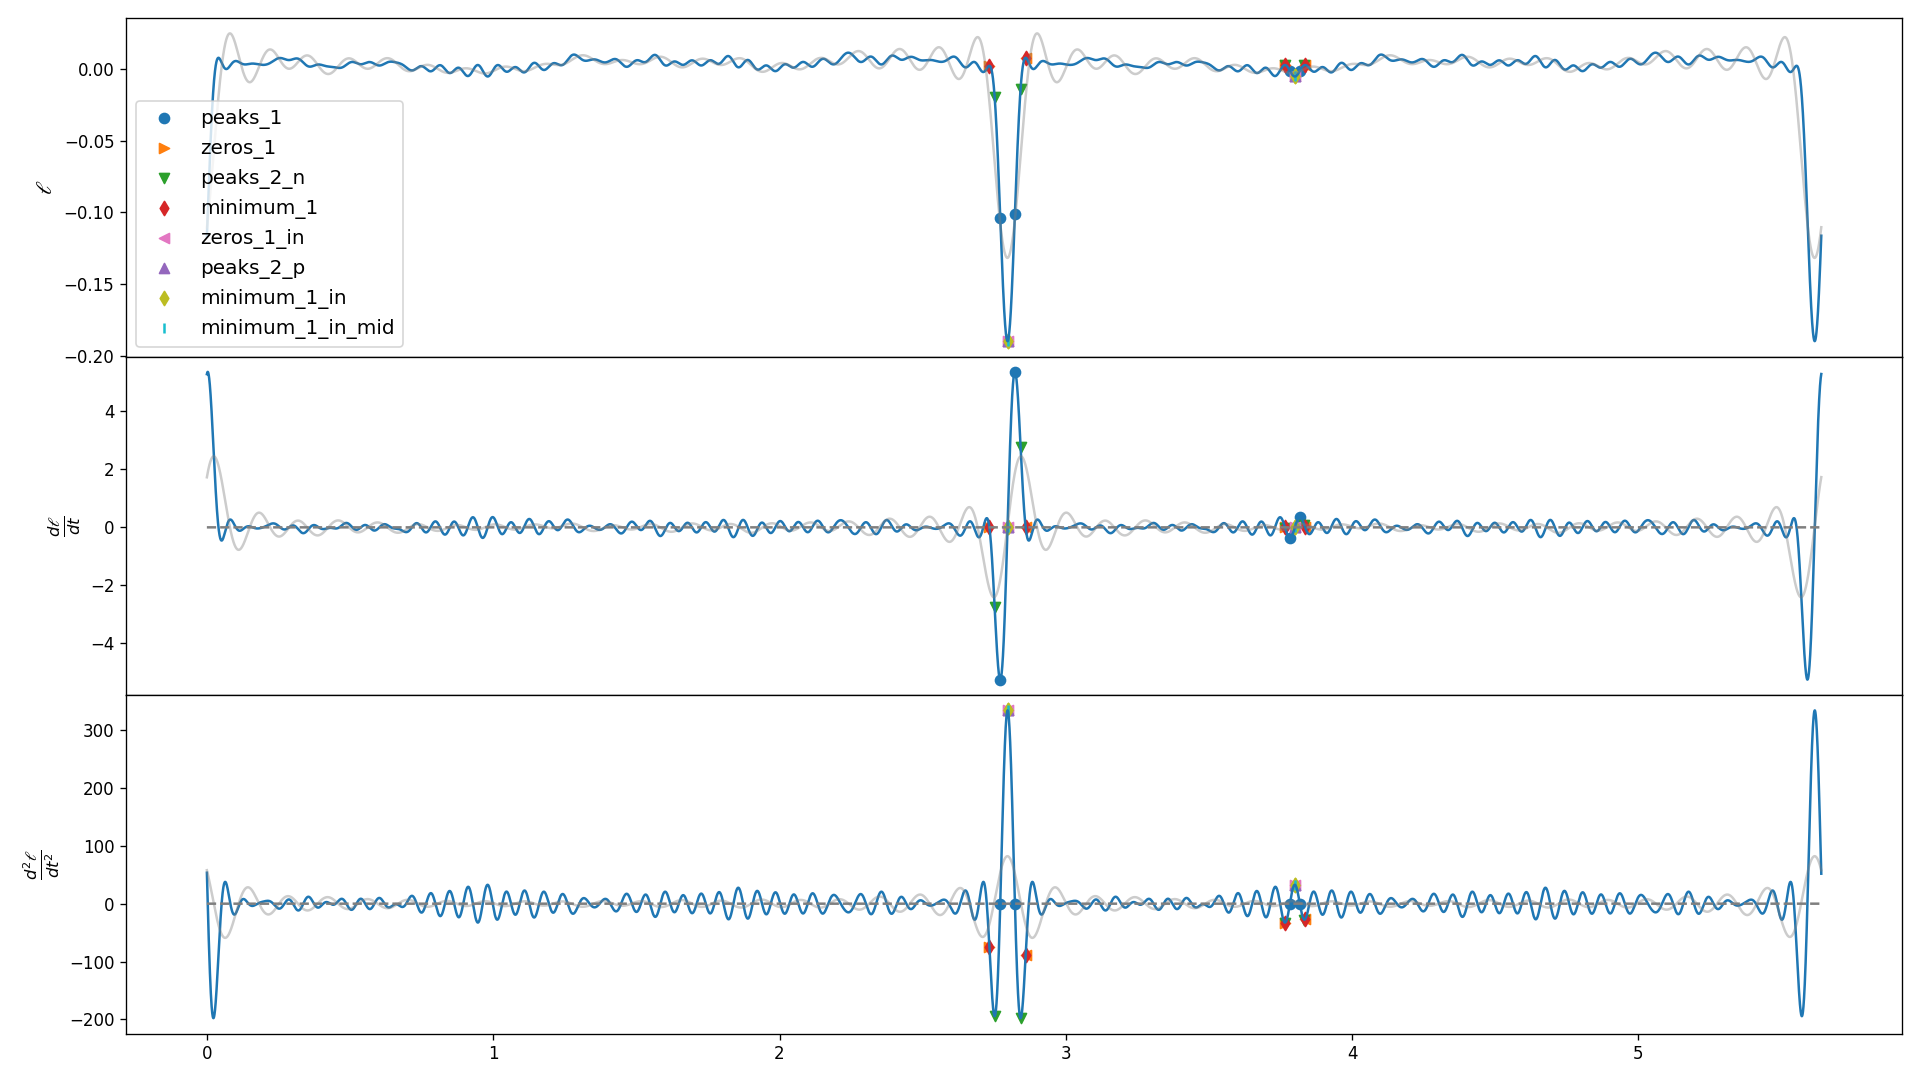 0.00
−0.05
−0.10
−0.15
−0.20
ℓ
peaks_1
zeros_1
peaks_2_n
minimum_1
zeros_1_in
peaks_2_p
minimum_1_in
minimum_1_in_mid
4
2
0
−2
−4
dℓ/dt
300
200
100
0
−100
−200
d²ℓ/dt²
0 1 2 3 4 5